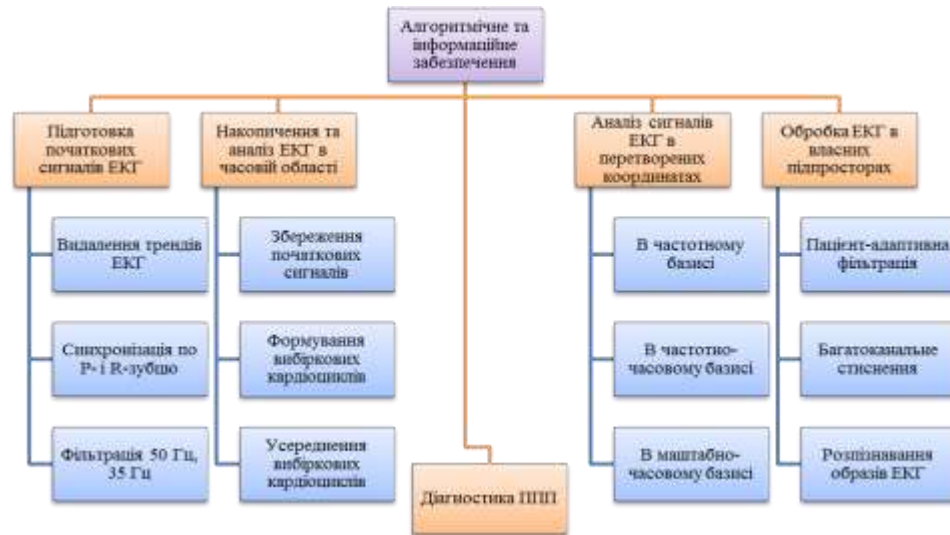 Алгоритмічне та
інформаційне
забезпечення
Підготовка
початкових
сигналів ЕКГ
Видалення трендів
ЕКГ
Синхронізація по
P- і R-зубцю
Фільтрація 50 Гц,
35 Гц
Накопичення та
аналіз ЕКГ в
часовій області
Збереження
початкових
сигналів
Формування
вибіркових
кардіоциклів
Усереднення
вибіркових
кардіоциклів
Діагностика ППП
Аналіз сигналів
ЕКГ в
перетворених
координатах
В частотному
базисі
В частотно-
часовому базисі
В маштабно-
часовому базисі
Обробка ЕКГ в
власних
підпросторах
Пацієнт-адаптивна
фільтрація
Багатоканальне
стиснення
Розпізнавання
образів ЕКГ